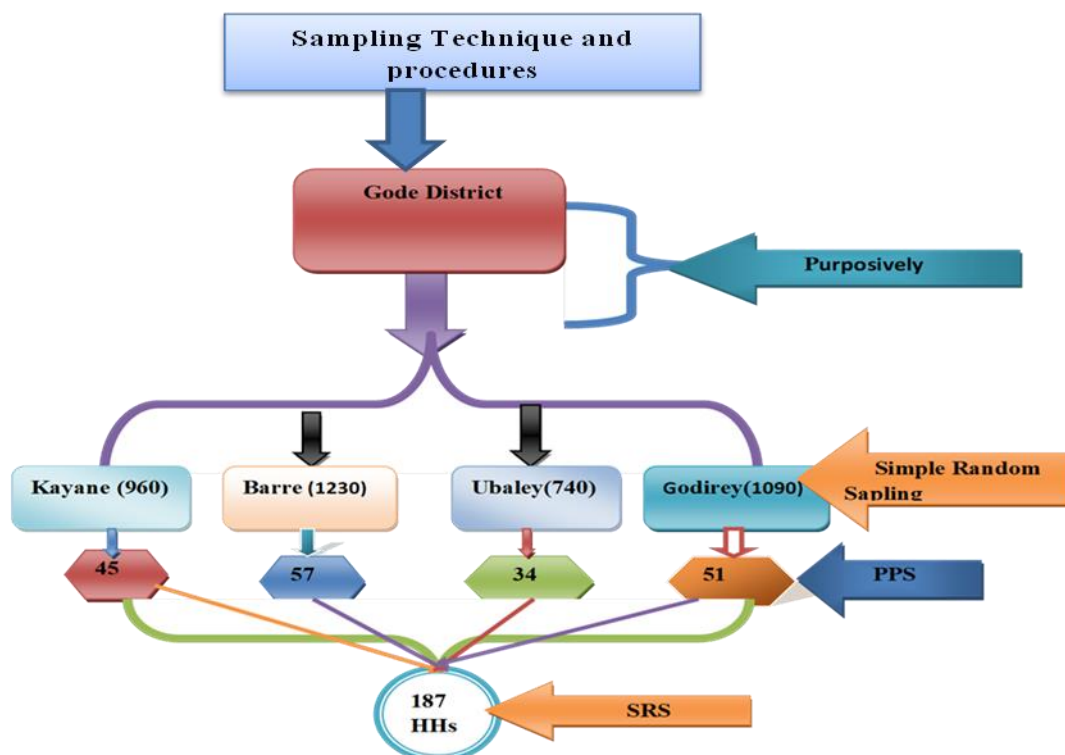 Sampling Technique and
procedures
Gode District
Purposively
Kayane (960)
Barre (1230)
Ubaley(740)
Godirey(1090)
Simple Random
Sapling
45
57
34
51
PPS
187
HHs
SRS